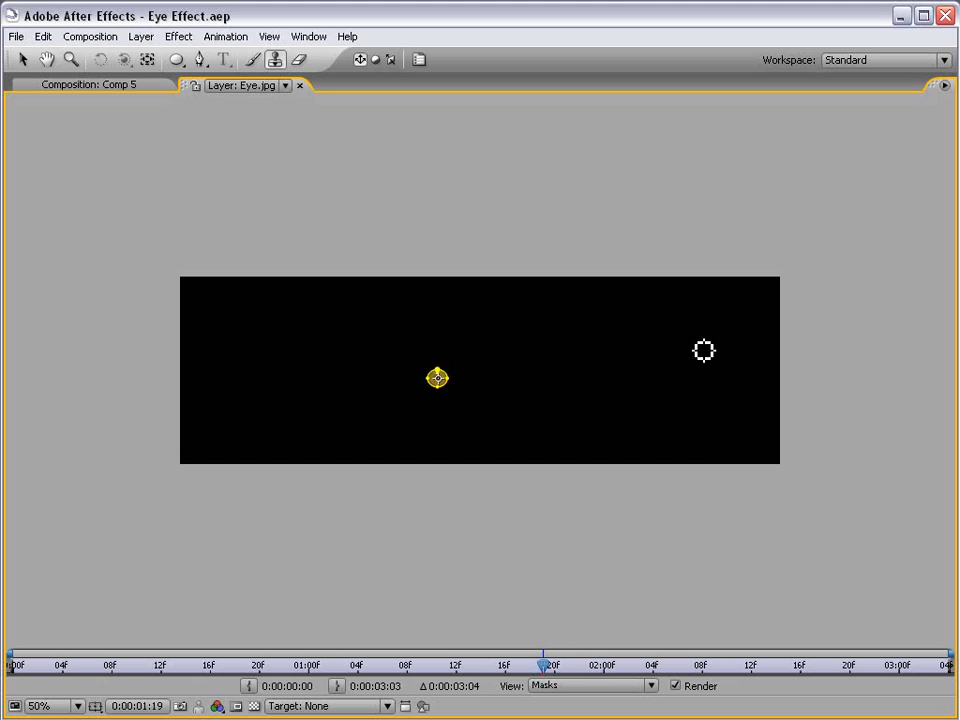 Adobe After Effects - Eye Effect.aep
File Edit Composition Layer Effect Animation View Window Help
Workspace: Standard
Composition: Comp 5 Layer: Eye.jpg
04f 08f 12f 16f 20f 01:00f 04f 08f 12f 16f 20f 02:00f 04f 08f 12f 16f 20f 03:00f
0:00:00:00 0:00:03:03 Δ0:00:03:04 View: Masks Render
50% 0:00:01:19 Target: None